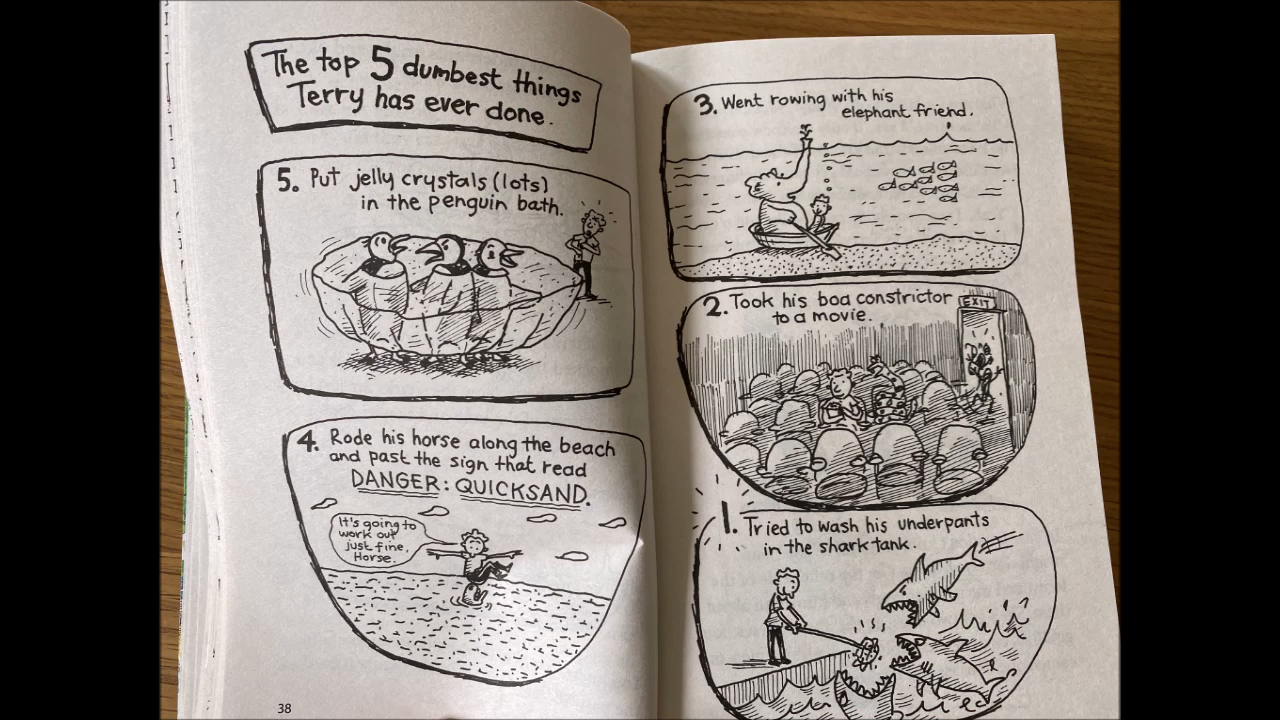 The top 5 dumbest things
Terry has ever done.
5. Put jelly crystals (lots)
in the penguin bath.
4. Rode his horse along the beach
and past the sign that read
DANGER: QUICKSAND.
It's going to
work out
just fine,
Horse.
38
3. Went rowing with his
elephant friend.
2. Took his boa constrictor
to a movie.
EXIT
1. Tried to wash his underpants
in the shark tank.